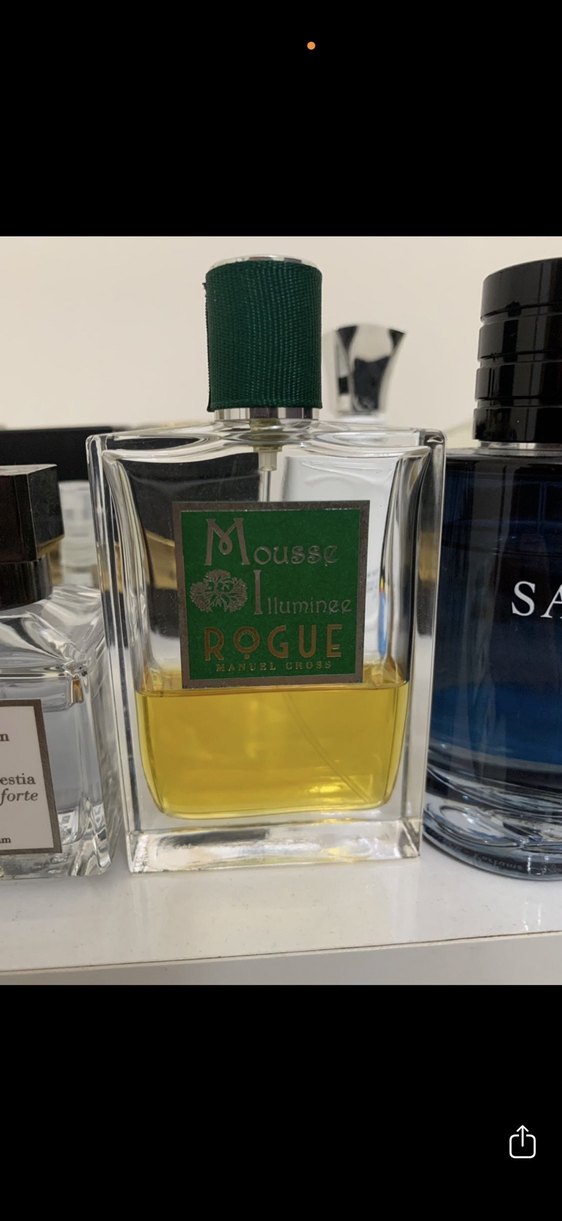 Mousse
Illuminee
ROGUE
MANUEL CROSS
n
estia
forte
m
SA